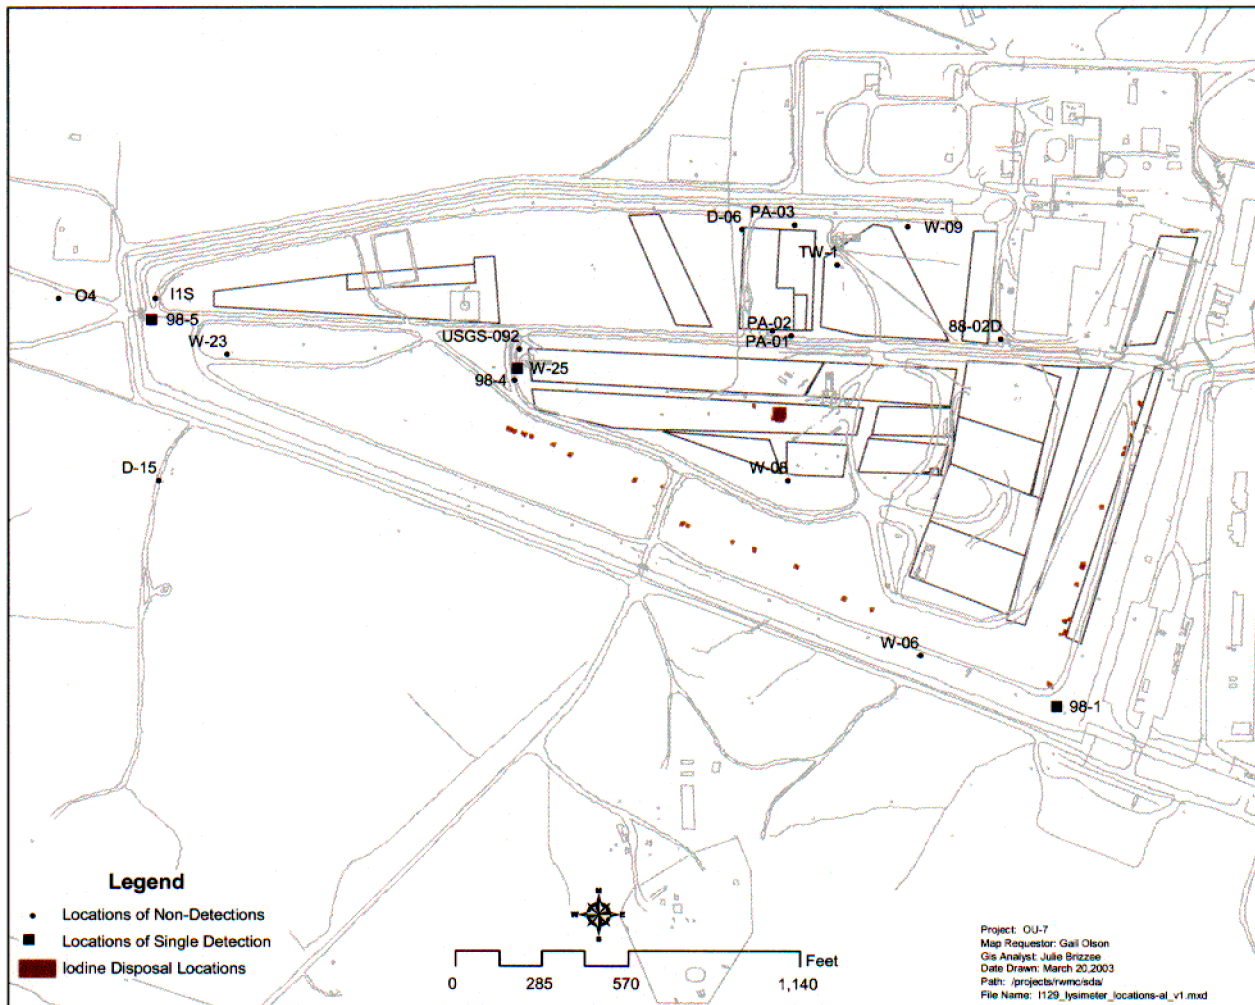 D-06
PA-03
W-09
TW-1
O4
I1S
98-5
W-23
USGS-092
W-25
98-4
PA-02
PA-01
88-02D
D-15
W-08
W-06
98-1
Legend
Locations of Non-Detections
Locations of Single Detection
Iodine Disposal Locations
N
W
E
S
Feet
0
285
570
1,140
Project: OU-7
Map Requestor: Gail Olson
Gis Analyst: Julie Brizzee
Date Drawn: March 20,2003
Path: /projects/rwmc/sda/
File Name: I129_lysimeter_locations-al_v1.mxd